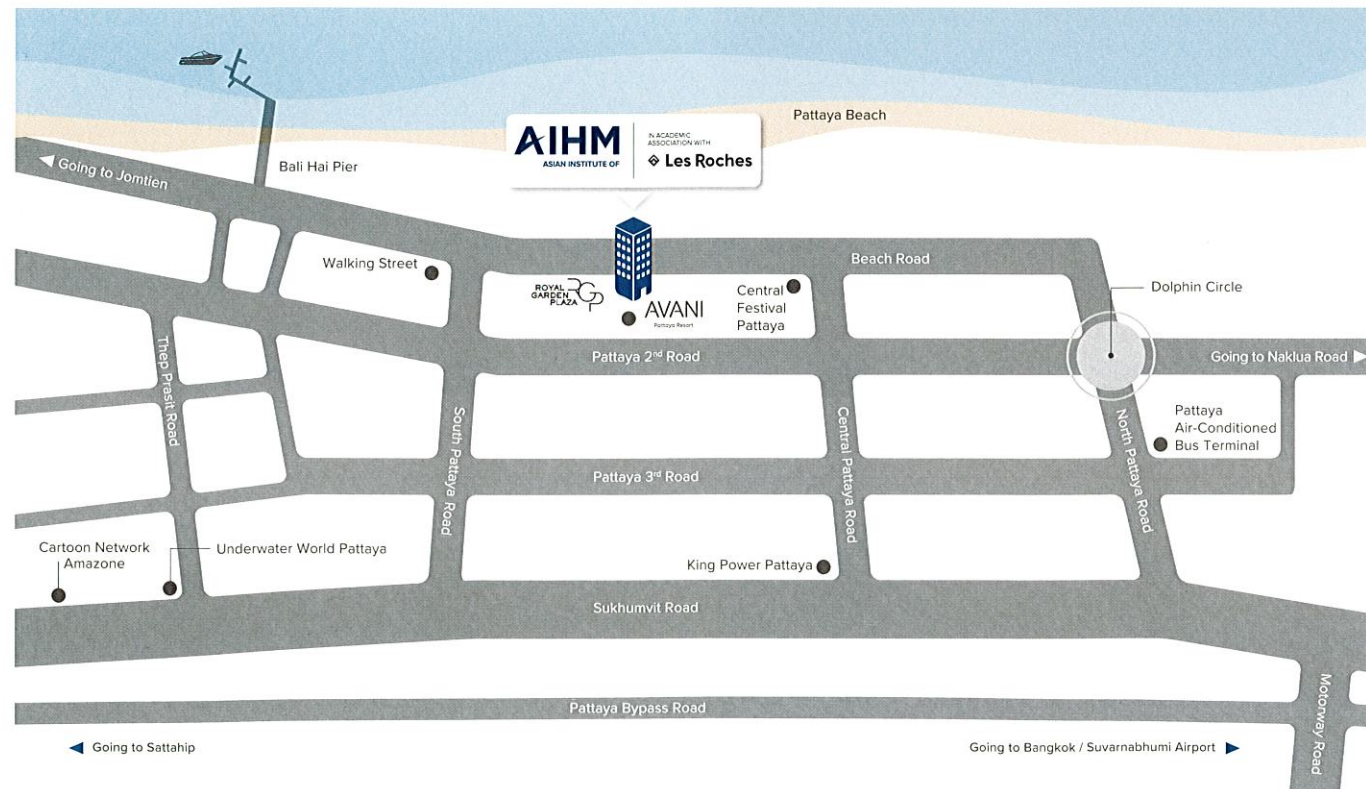 Pattaya Beach
AIHM
ASIAN INSTITUTE OF
IN ACADEMIC
ASSOCIATION WITH
Les Roches
Going to Jomtien
Bali Hai Pier
Walking Street
Beach Road
ROYAL
GARDEN
PLAZA
RGP
AVANI
Pattaya Resort
Central
Festival
Pattaya
Dolphin Circle
Pattaya 2nd Road
Going to Naklua Road
Thep Prasit Road
South Pattaya Road
Central Pattaya Road
North Pattaya Road
Pattaya
Air-Conditioned
Bus Terminal
Pattaya 3rd Road
Cartoon Network
Amazone
Underwater World Pattaya
King Power Pattaya
Sukhumvit Road
Motorway Road
Pattaya Bypass Road
Going to Sattahip
Going to Bangkok / Suvarnabhumi Airport